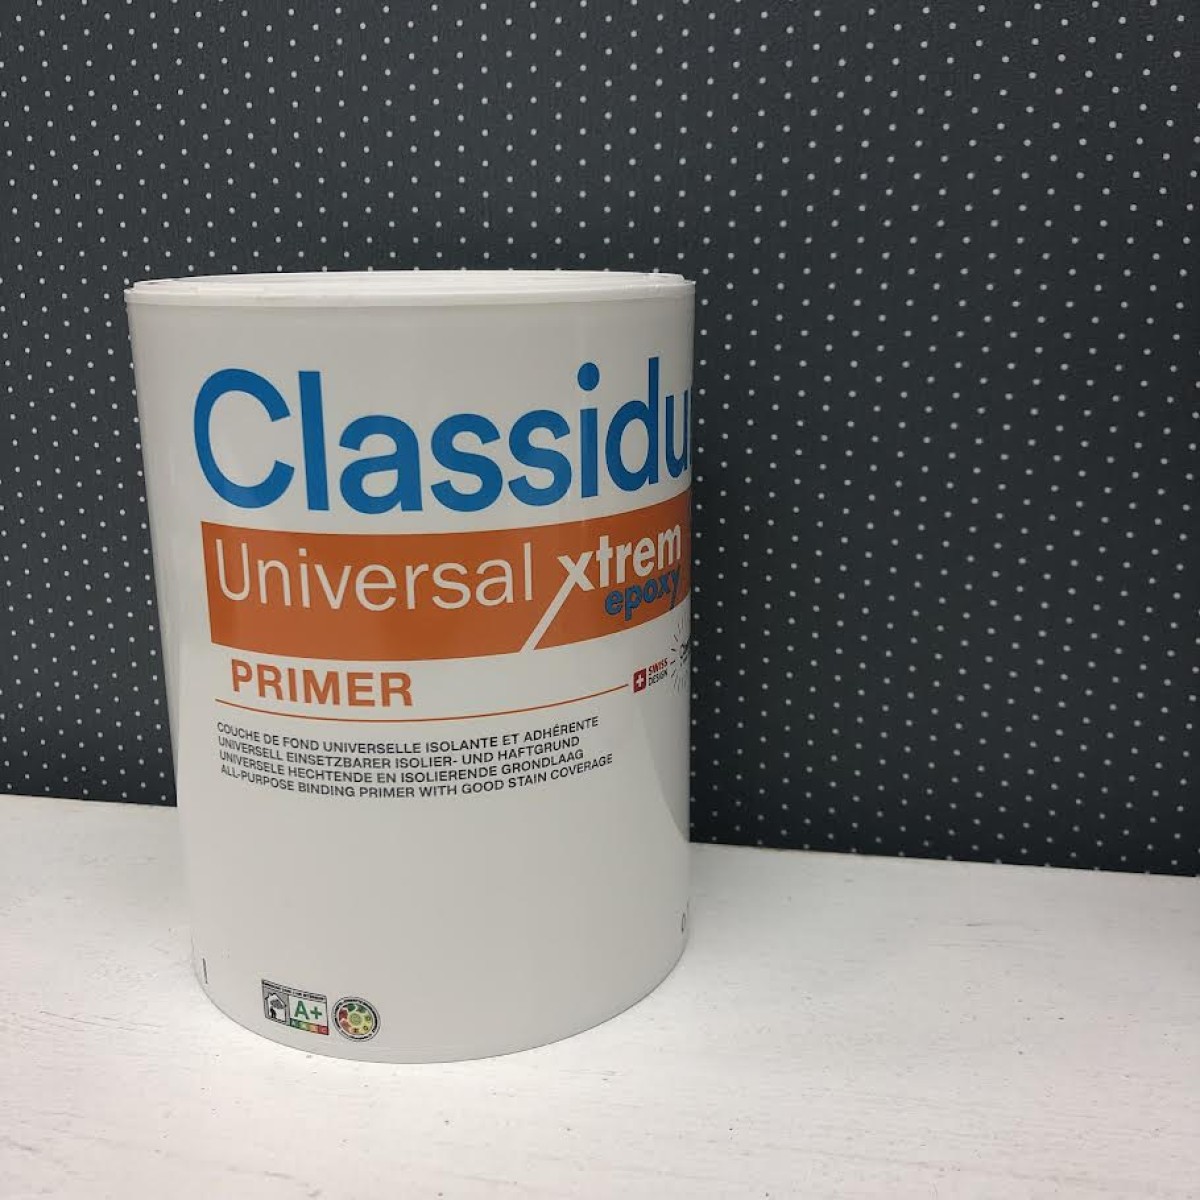 Classidu
Universal xtrem
epoxy
PRIMER
SWISS
DESIGN
COUCHE DE FOND UNIVERSELLE ISOLANTE ET ADHÉRENTE
UNIVERSELL EINSETZBARER ISOLIER- UND HAFTGRUND
UNIVERSELE HECHTENDE EN ISOLIERENDE GRONDLAAG
ALL-PURPOSE BINDING PRIMER WITH GOOD STAIN COVERAGE
A+